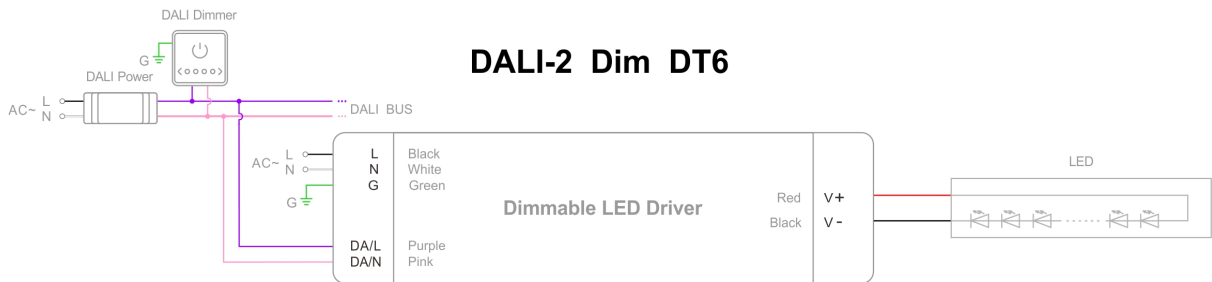 DALI Dimmer
DALI-2 Dim DT6
G
DALI Power
AC~ L
N
DALI BUS
AC~ L
N
G
L Black
N White
G Green
DA/L Purple
DA/N Pink
Dimmable LED Driver
Red V+
Black V-
LED